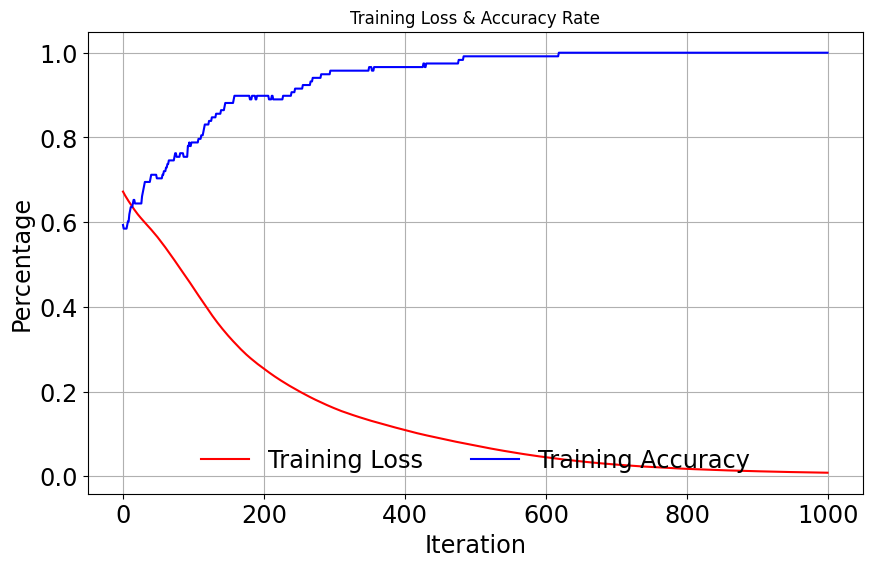 Training Loss & Accuracy Rate
1.0
0.8
0.6
0.4
0.2
0.0
Percentage
Training Loss Training Accuracy
0 200 400 600 800 1000
Iteration